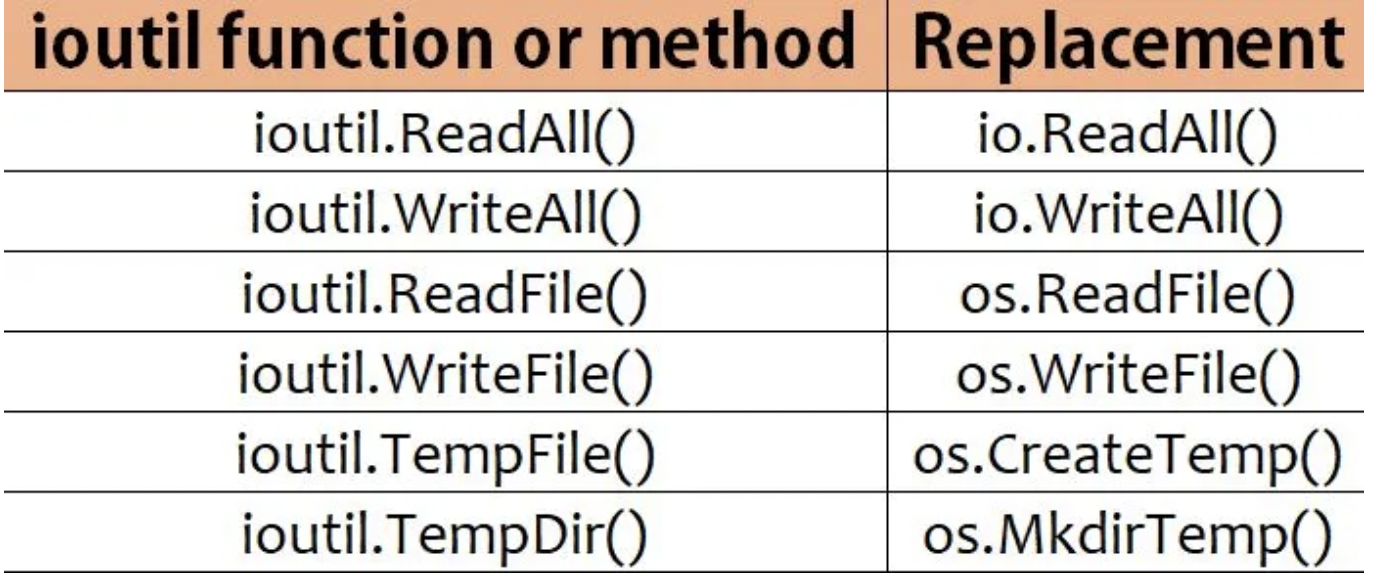 ioutil function or method Replacement
ioutil.ReadAll() io.ReadAll()
ioutil.WriteAll() io.WriteAll()
ioutil.ReadFile() os.ReadFile()
ioutil.WriteFile() os.WriteFile()
ioutil.TempFile() os.CreateTemp()
ioutil.TempDir() os.MkdirTemp()